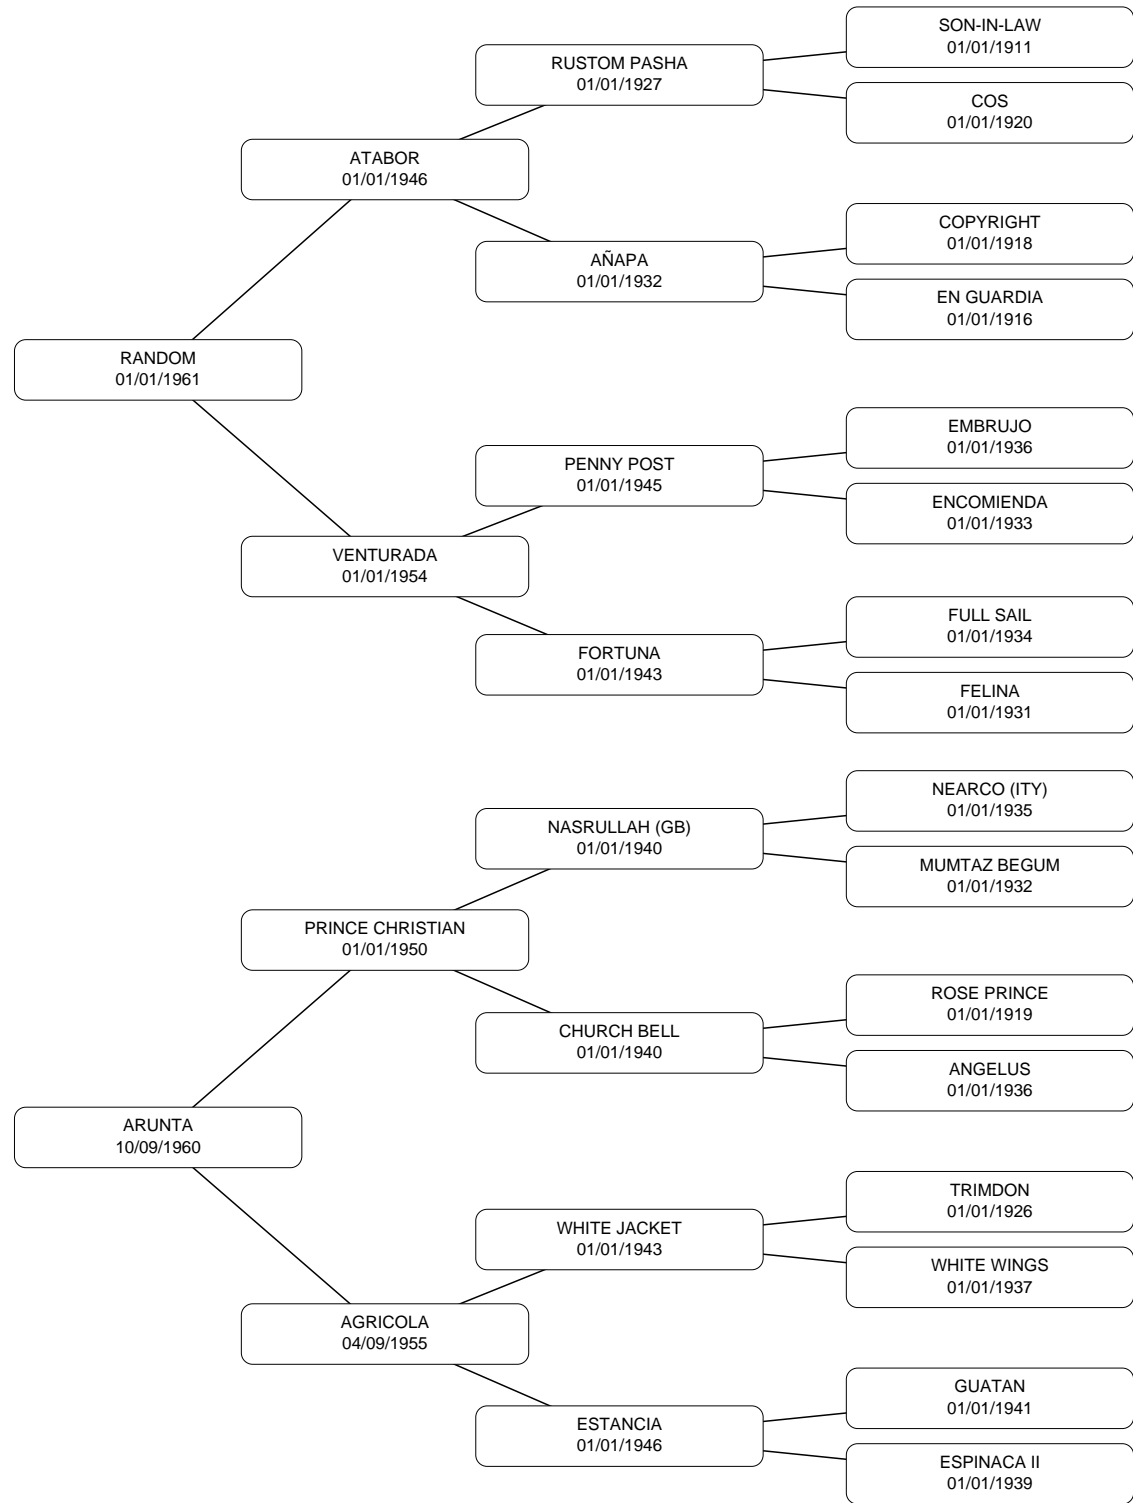 SON-IN-LAW
01/01/1911
RUSTOM PASHA
01/01/1927
COS
01/01/1920
ATABOR
01/01/1946
COPYRIGHT
01/01/1918
AÑAPA
01/01/1932
EN GUARDIA
01/01/1916
RANDOM
01/01/1961
EMBRUJO
01/01/1936
PENNY POST
01/01/1945
ENCOMIENDA
01/01/1933
VENTURADA
01/01/1954
FULL SAIL
01/01/1934
FORTUNA
01/01/1943
FELINA
01/01/1931
NEARCO (ITY)
01/01/1935
NASRULLAH (GB)
01/01/1940
MUMTAZ BEGUM
01/01/1932
PRINCE CHRISTIAN
01/01/1950
ROSE PRINCE
01/01/1919
CHURCH BELL
01/01/1940
ANGELUS
01/01/1936
ARUNTA
10/09/1960
TRIMDON
01/01/1926
WHITE JACKET
01/01/1943
WHITE WINGS
01/01/1937
AGRICOLA
04/09/1955
GUATAN
01/01/1941
ESTANCIA
01/01/1946
ESPINACA II
01/01/1939